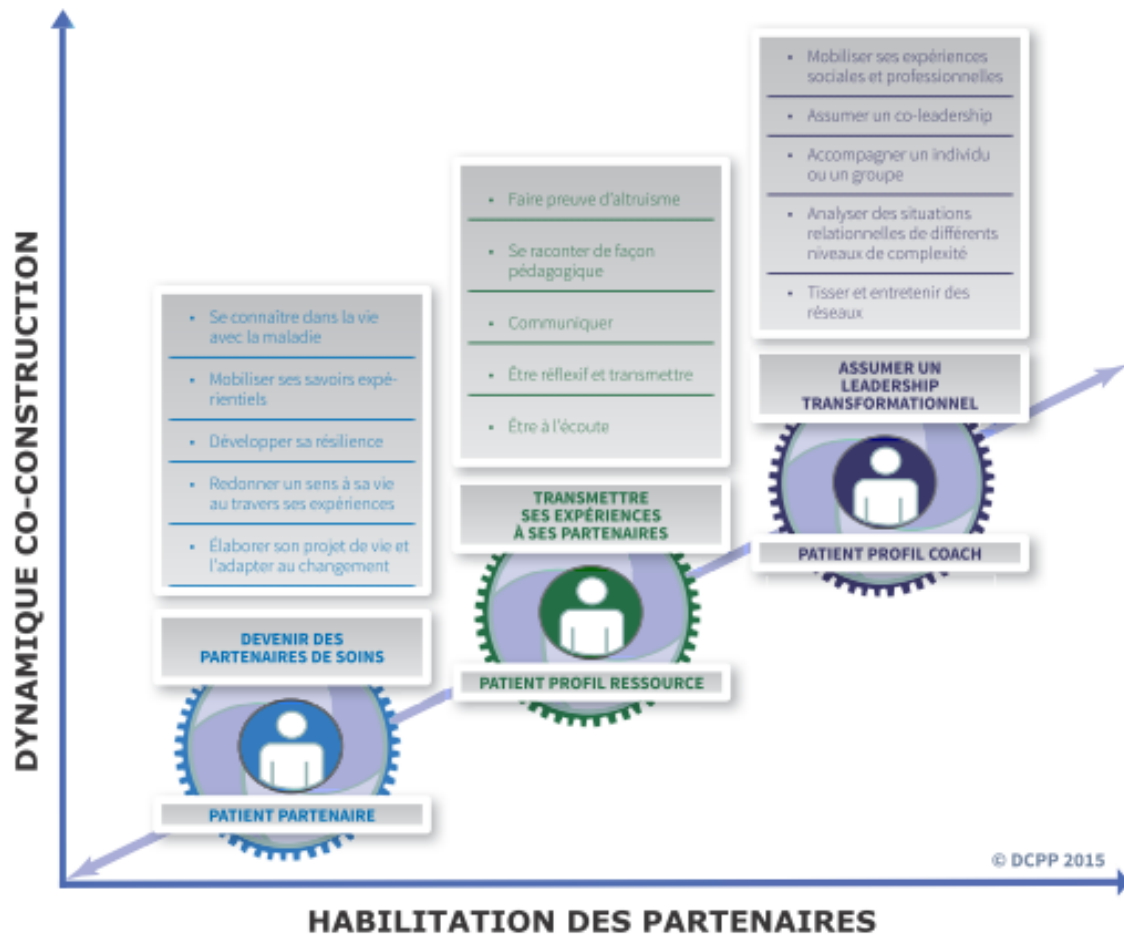 DYNAMIQUE CO-CONSTRUCTION
• Se connaître dans la vie
avec la maladie
• Mobiliser ses savoirs expé-
rientiels
• Développer sa résilience
• Redonner un sens à sa vie
au travers ses expériences
• Élaborer son projet de vie et
l'adapter au changement
DEVENIR DES
PARTENAIRES DE SOINS
PATIENT PARTENAIRE
• Faire preuve d'altruisme
• Se raconter de façon
pédagogique
• Communiquer
• Être réflexif et transmettre
• Être à l'écoute
TRANSMETTRE
SES EXPÉRIENCES
À SES PARTENAIRES
PATIENT PROFIL RESSOURCE
• Mobiliser ses expériences
sociales et professionnelles
• Assumer un co-leadership
• Accompagner un individu
ou un groupe
• Analyser des situations
relationnelles de différents
niveaux de complexité
• Tisser et entretenir des
réseaux
ASSUMER UN
LEADERSHIP
TRANSFORMATIONNEL
PATIENT PROFIL COACH
© DCPP 2015
HABILITATION DES PARTENAIRES